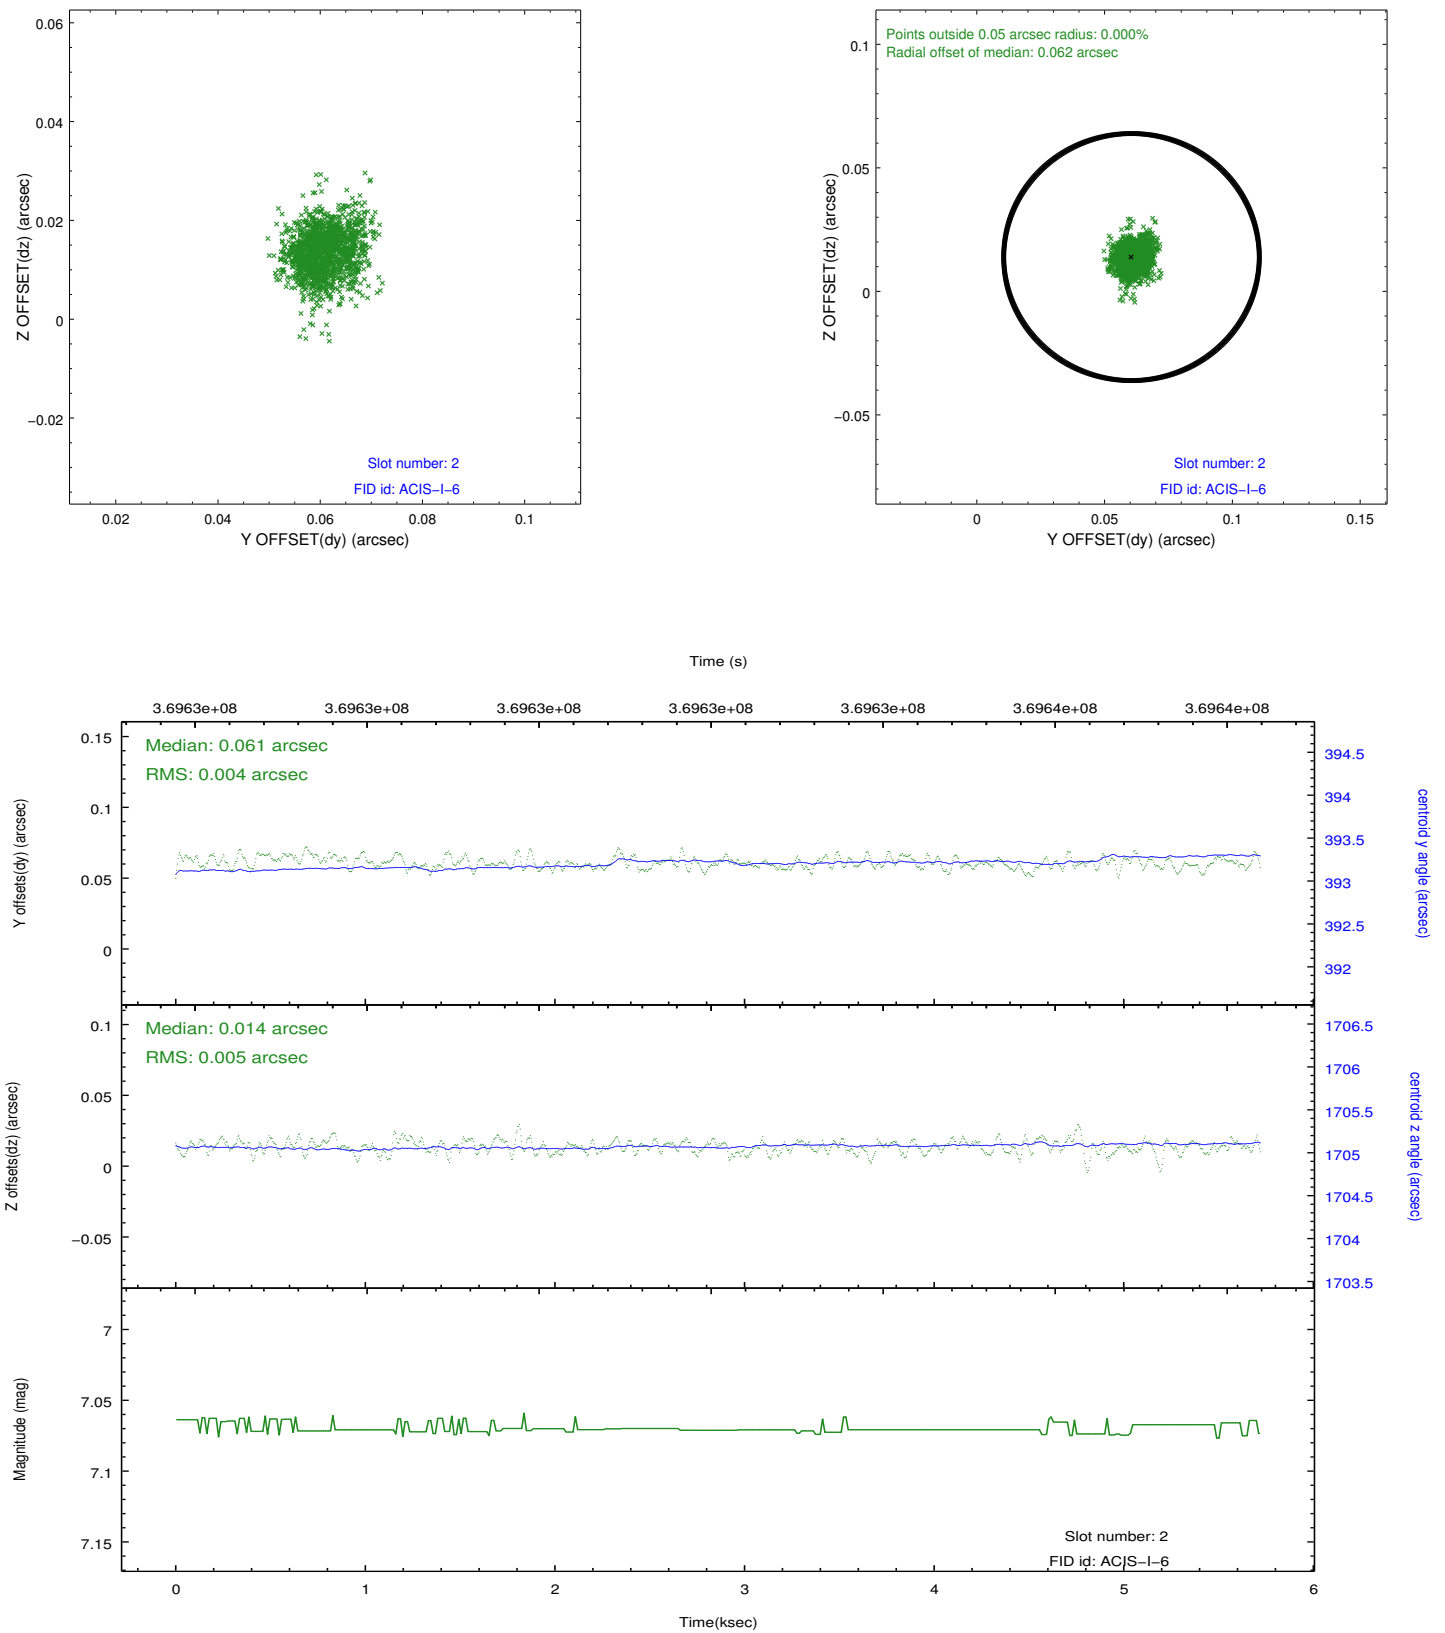 0.06
0.04
0.02
0
−0.02
Z OFFSET(dz) (arcsec)
Slot number: 2
FID id: ACIS−I−6
0.02
0.04
0.06
0.08
0.1
Y OFFSET(dy) (arcsec)
Points outside 0.05 arcsec radius: 0.000%
Radial offset of median: 0.062 arcsec
0.1
0.05
0
−0.05
Z OFFSET(dz) (arcsec)
Slot number: 2
FID id: ACIS−I−6
0
0.05
0.1
0.15
Y OFFSET(dy) (arcsec)
Time (s)
3.6963e+08
3.6963e+08
3.6963e+08
3.6963e+08
3.6963e+08
3.6964e+08
3.6964e+08
Median: 0.061 arcsec
RMS: 0.004 arcsec
0.15
0.1
0.05
0
Y offsets(dy) (arcsec)
394.5
394
393.5
393
392.5
392
centroid y angle (arcsec)
Median: 0.014 arcsec
RMS: 0.005 arcsec
0.1
0.05
0
−0.05
Z offsets(dz) (arcsec)
1706.5
1706
1705.5
1705
1704.5
1704
1703.5
centroid z angle (arcsec)
7
7.05
7.1
7.15
Magnitude (mag)
Slot number: 2
FID id: ACIS−I−6
0
1
2
3
4
5
6
Time(ksec)